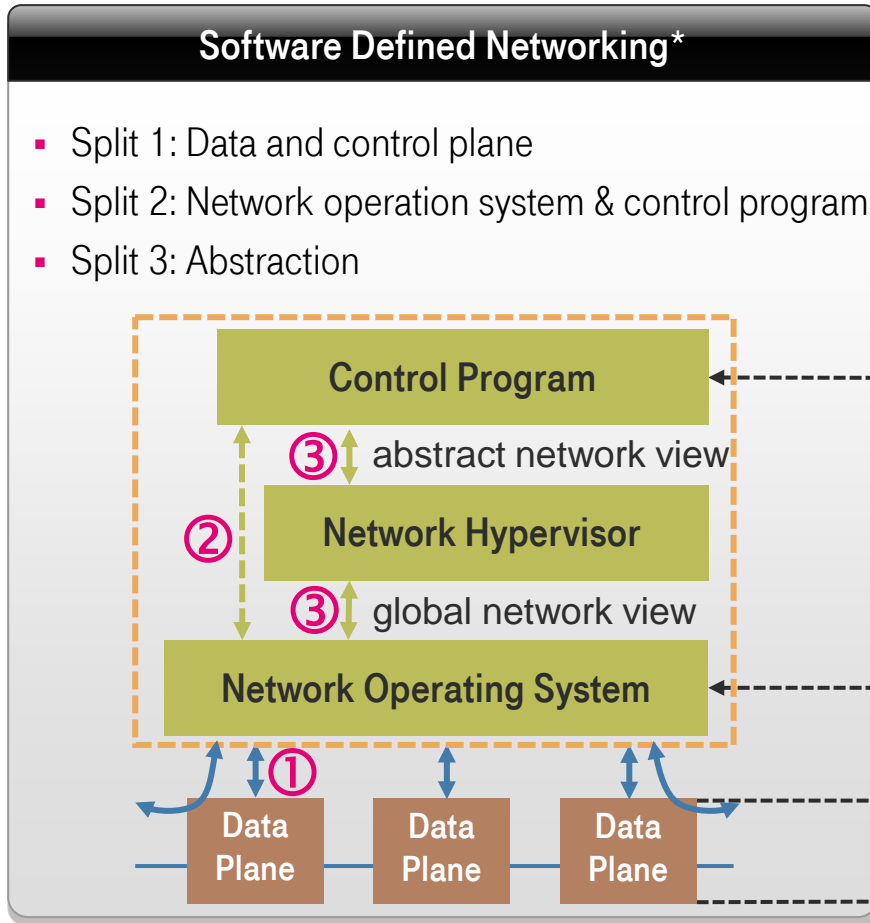 Software Defined Networking*
▪ Split 1: Data and control plane
▪ Split 2: Network operation system & control program
▪ Split 3: Abstraction
Control Program
③ abstract network view
②
Network Hypervisor
③ global network view
Network Operating System
①
Data Plane
Data Plane
Data Plane